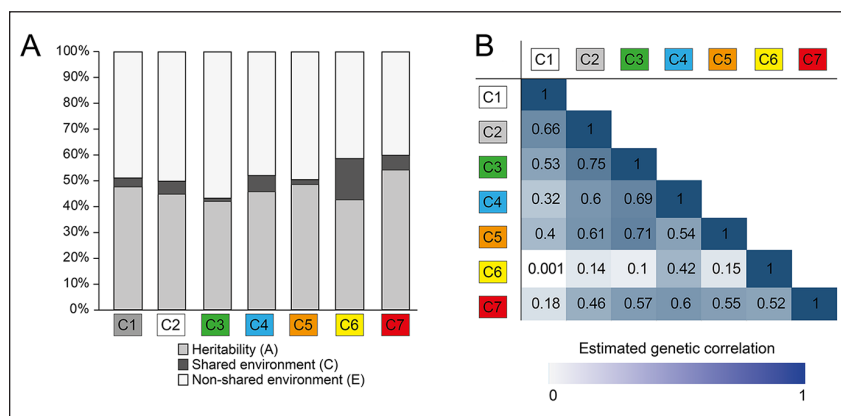 A
100%
90%
80%
70%
60%
50%
40%
30%
20%
10%
0%
C1 C2 C3 C4 C5 C6 C7
Heritability (A)
Shared environment (C)
Non-shared environment (E)
B
C1 C2 C3 C4 C5 C6 C7
C1 1
C2 0.66 1
C3 0.53 0.75 1
C4 0.32 0.6 0.69 1
C5 0.4 0.61 0.71 0.54 1
C6 0.001 0.14 0.1 0.42 0.15 1
C7 0.18 0.46 0.57 0.6 0.55 0.52 1
Estimated genetic correlation
0 1